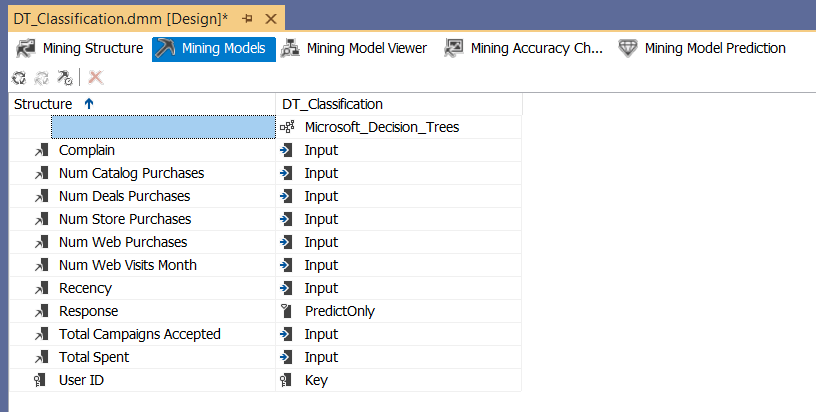 DT_Classification.dmm [Design]*
Mining Structure Mining Models Mining Model Viewer Mining Accuracy Ch... Mining Model Prediction
Structure DT_Classification
Microsoft_Decision_Trees
Complain Input
Num Catalog Purchases Input
Num Deals Purchases Input
Num Store Purchases Input
Num Web Purchases Input
Num Web Visits Month Input
Recency Input
Response PredictOnly
Total Campaigns Accepted Input
Total Spent Input
User ID Key